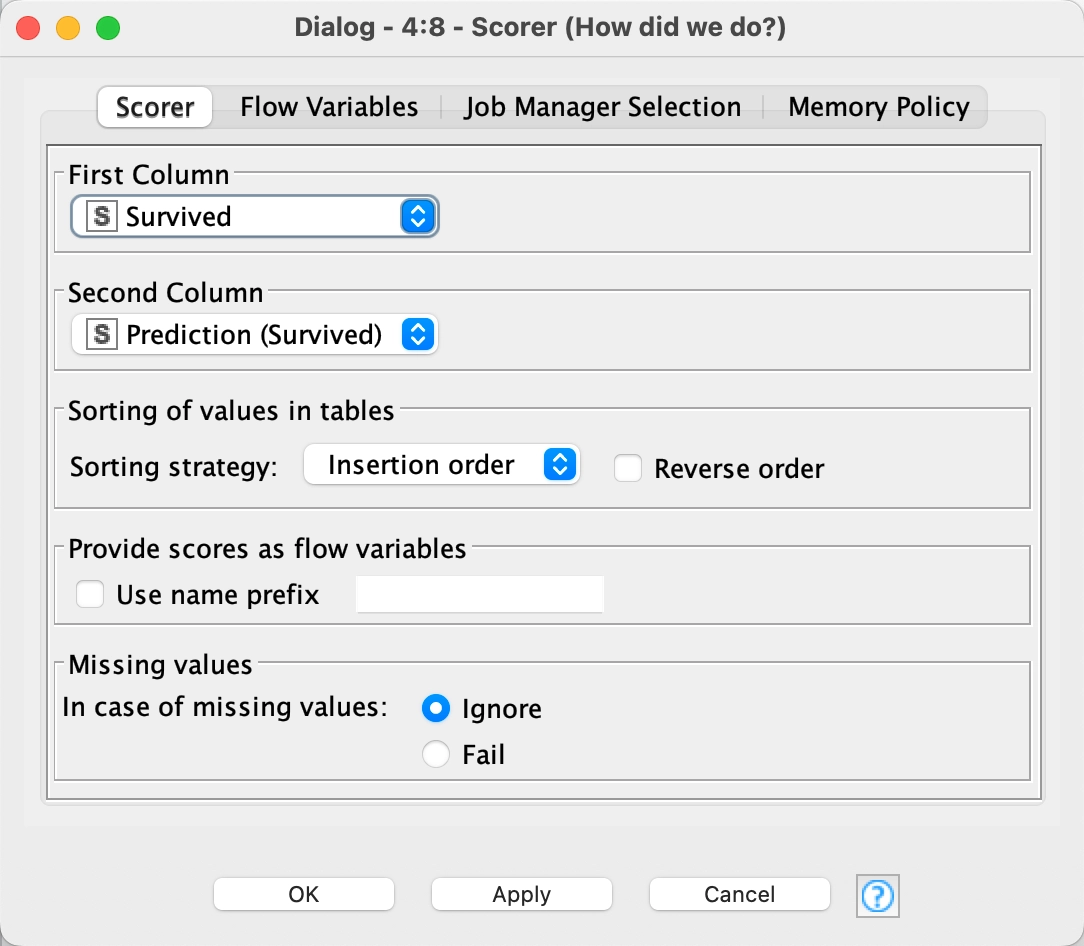 Dialog - 4:8 - Scorer (How did we do?)
Scorer Flow Variables Job Manager Selection Memory Policy
First Column
S Survived
Second Column
S Prediction (Survived)
Sorting of values in tables
Sorting strategy: Insertion order Reverse order
Provide scores as flow variables
Use name prefix
Missing values
In case of missing values: Ignore
Fail
OK Apply Cancel ?